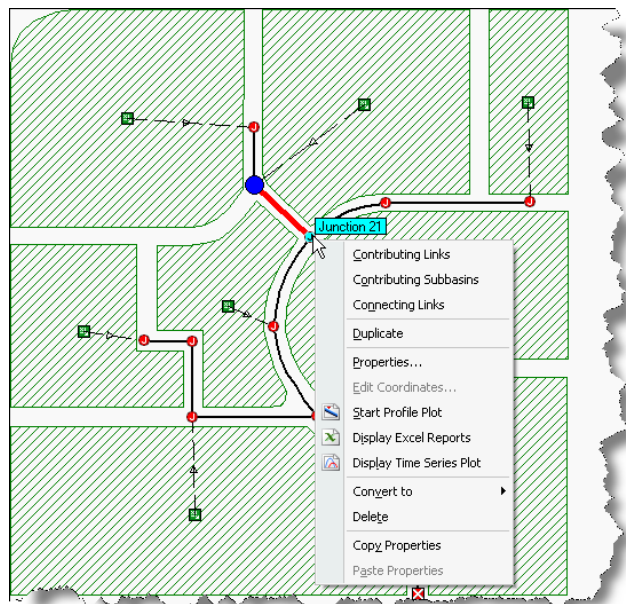 Junction 21
Contributing Links
Contributing Subbasins
Connecting Links
Duplicate
Properties...
Edit Coordinates...
Start Profile Plot
Display Excel Reports
Display Time Series Plot
Convert to
Delete
Copy Properties
Paste Properties